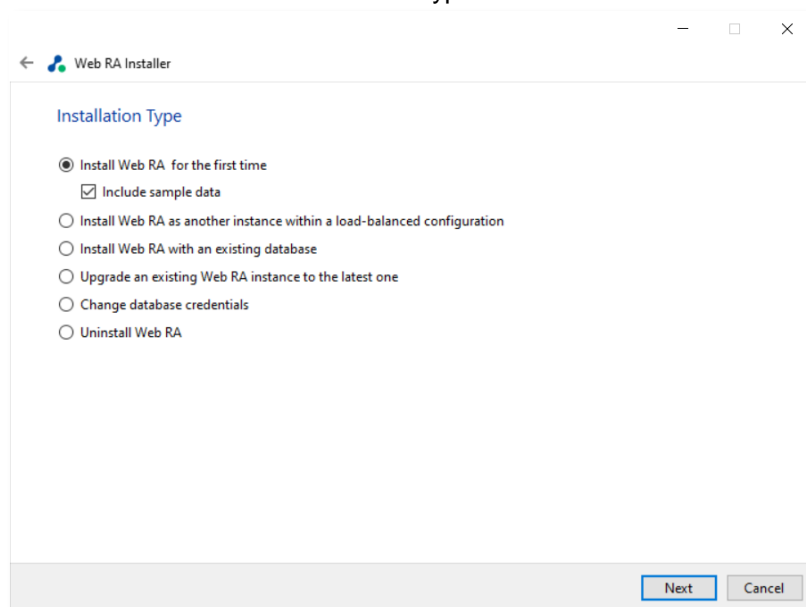 Web RA Installer
Installation Type
Install Web RA for the first time
Include sample data
Install Web RA as another instance within a load-balanced configuration
Install Web RA with an existing database
Upgrade an existing Web RA instance to the latest one
Change database credentials
Uninstall Web RA
Next Cancel